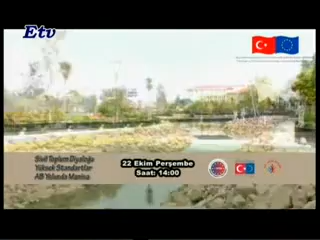 Etv
Sivil Toplum Diyaloğu
Yüksek Standartlar
AB Yolunda Manisa
22 Ekim Perşembe
Saat: 14:00